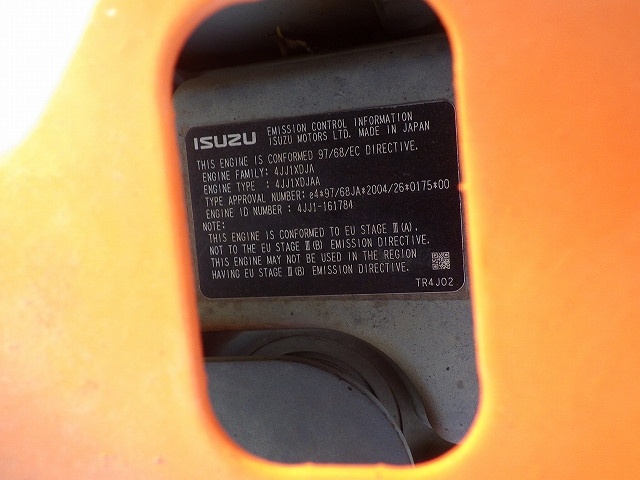 ISUZU EMISSION CONTROL INFORMATION
ISUZU MOTORS LTD. MADE IN JAPAN
THIS ENGINE IS CONFORMED 97/68/EC DIRECTIVE.
ENGINE FAMILY: 4JJ1XDJA
ENGINE TYPE : 4JJ1XDJAA
TYPE APPROVAL NUMBER: e4*97/68JA*2004/26*0175*00
ENGINE ID NUMBER : 4JJ1-161784
NOTE:
THIS ENGINE IS CONFORMED TO EU STAGE Ⅲ(A),
NOT TO THE EU STAGE Ⅲ(B) EMISSION DIRECTIVE.
THIS ENGINE MAY NOT BE USED IN THE REGION
HAVING EU STAGE Ⅲ(B) EMISSION DIRECTIVE.
TR4J02